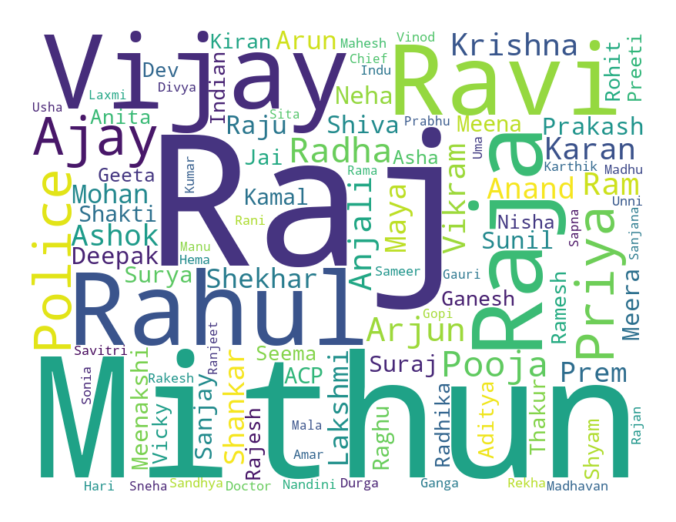 Vijay
Ravi
Kiran
Arun
Mahesh
Vinod
Chief
Indu
Krishna
Rohit
Preeti
Usha
Laxmi
Dev
Divya
Indian
Neha
Anita
Ajay
Raju
Sita
Shiva
Prabhu
Meena
Prakash
Raj
Geeta
Jai
Radha
Asha
Uma
Karan
Karthik
Madhu
Police
Mohan
Kumar
Kamal
Rama
Anjali
Maya
Vikram
Raja
Anand
Ram
Unni
Shakti
Rani
Nisha
Sapna
Priya
Sanjana
Ashok
Manu
Sunil
Deepak
Hema
Surya
Shekhar
Sameer
Gauri
Ramesh
Meera
Rahul
Ganesh
Gopi
Arjun
Savitri
Ranjeet
Seema
Suraj
Pooja
Prem
Mithun
Sonia
Meenakshi
Rakesh
Vicky
Sanjay
Shankar
Rajesh
ACP
Lakshmi
Raghu
Radhika
Aditya
Thakur
Shyam
Rajan
Mala
Amar
Hari
Sneha
Sandhya
Doctor
Nandini
Durga
Ganga
Rekha
Madhavan